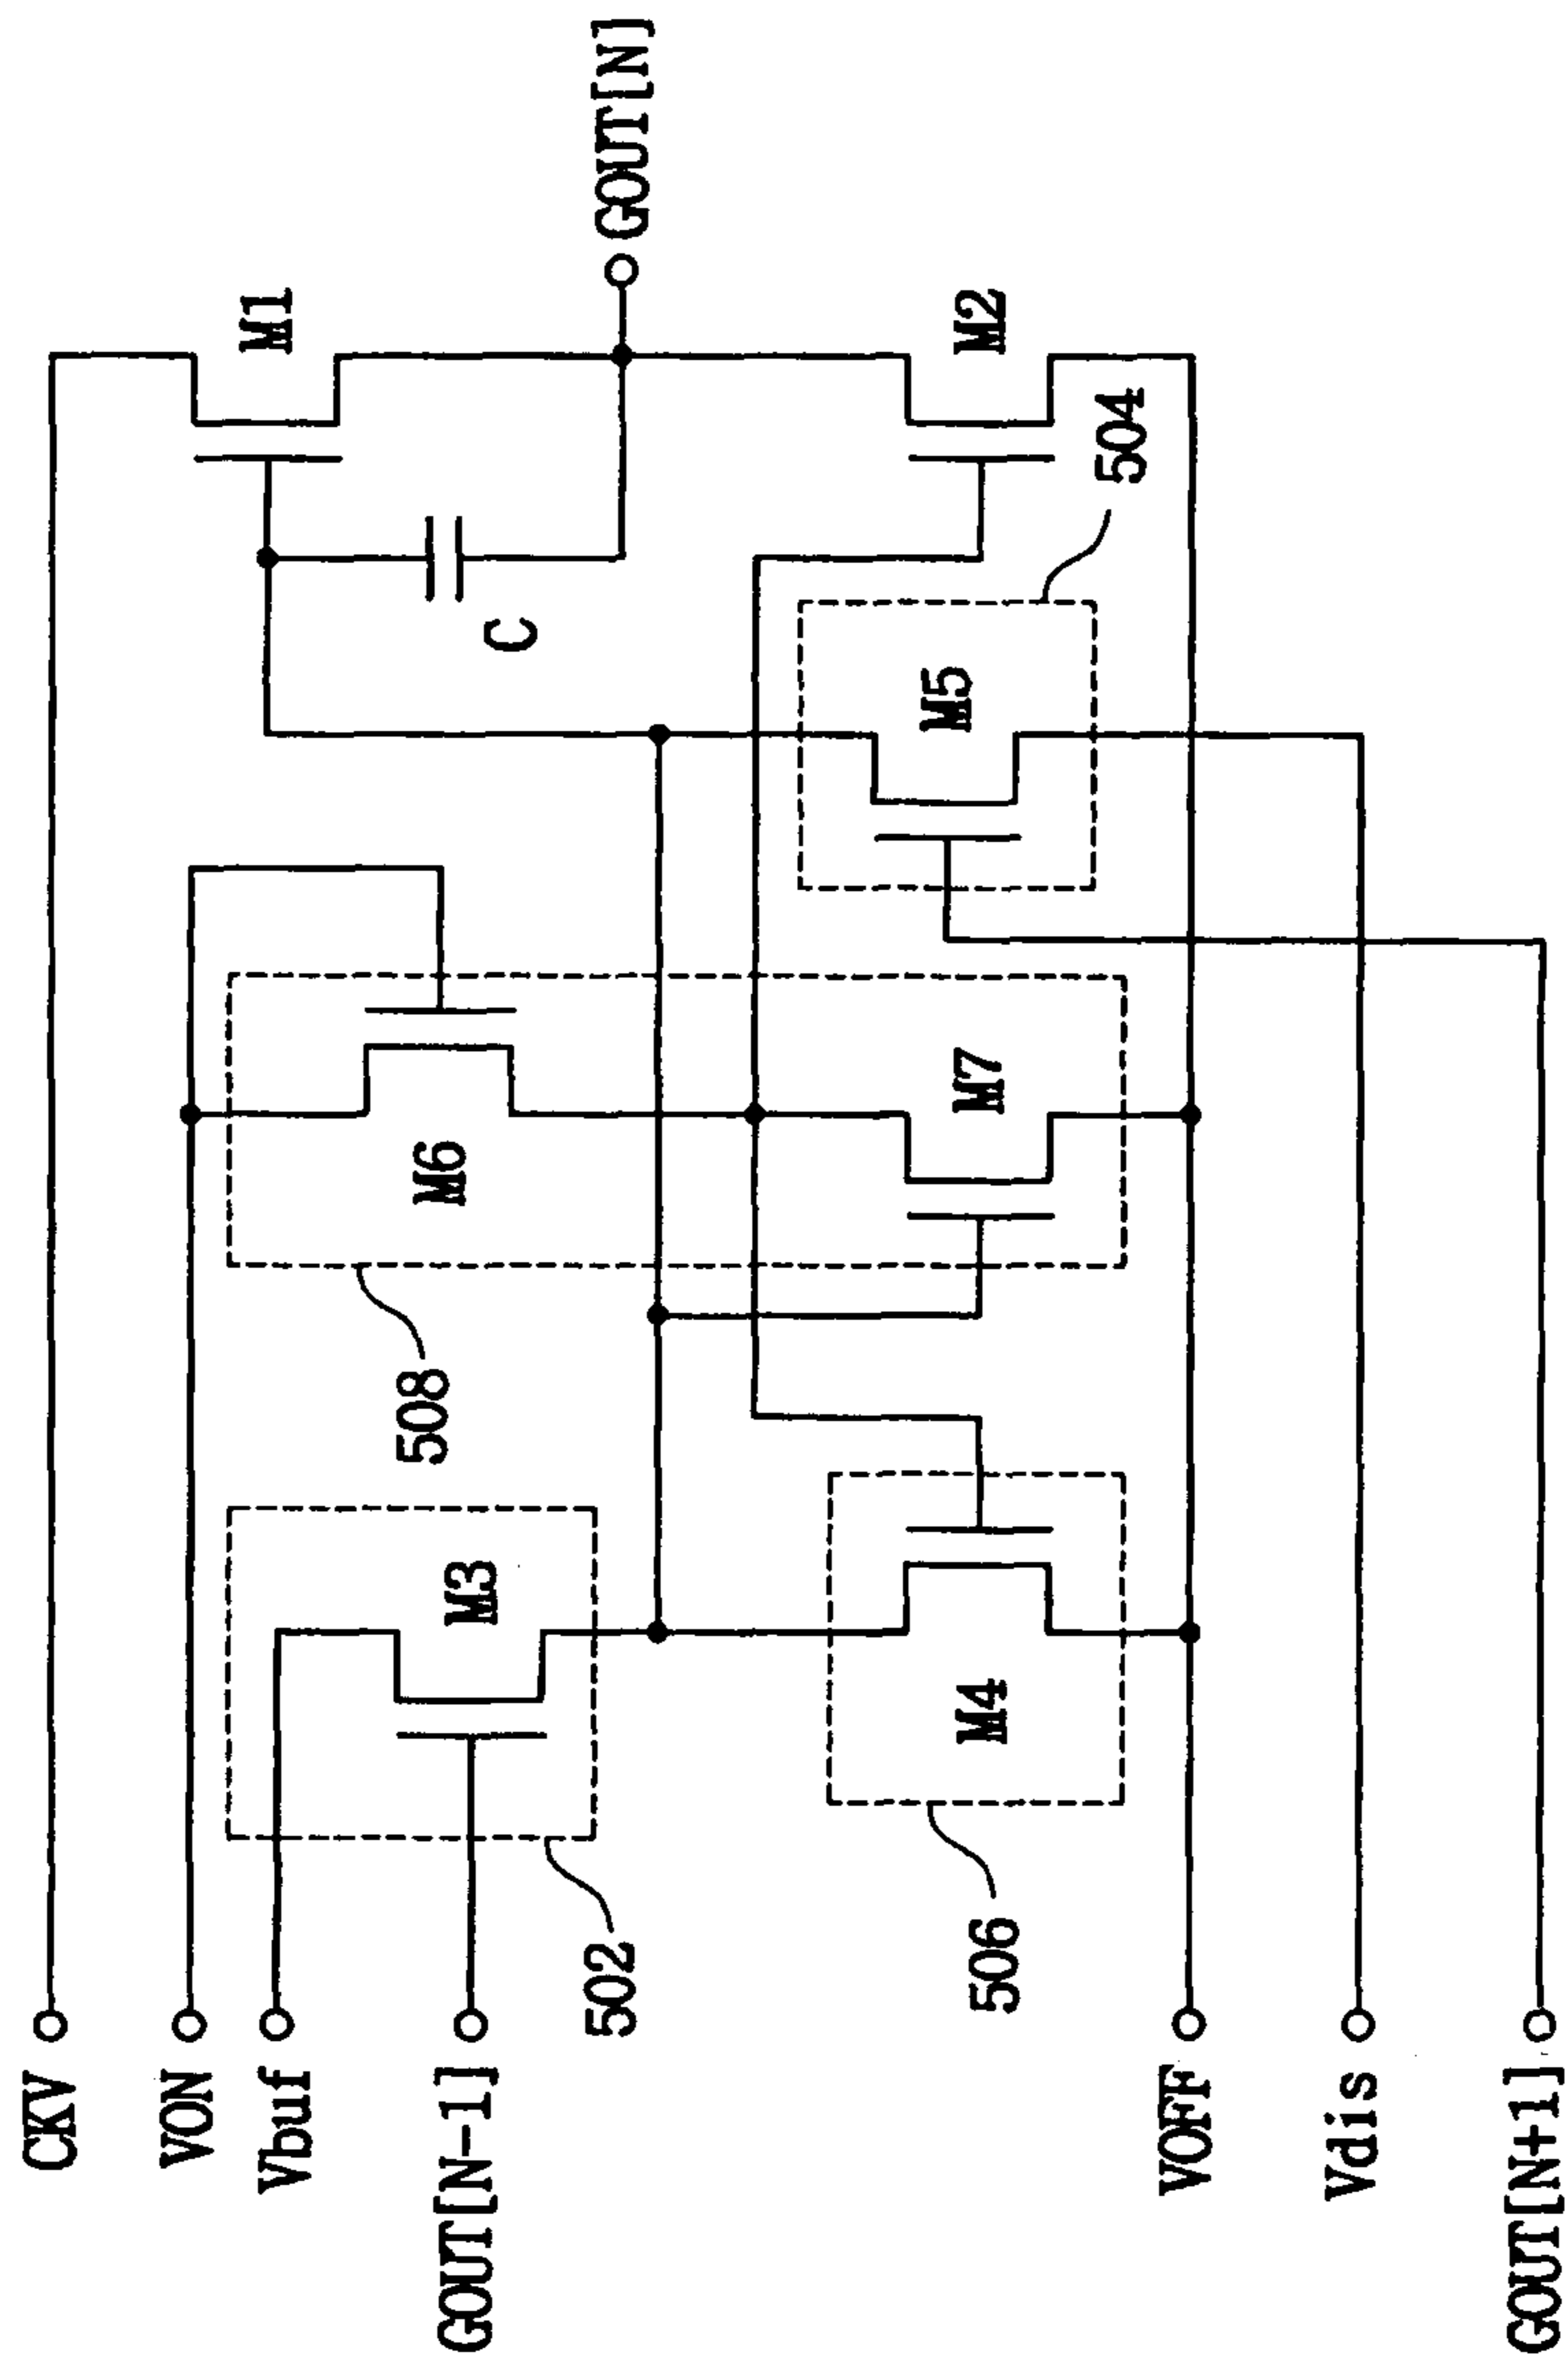 CKV
VON
Vbuf
GOUT[N-1]
VOFF
Vdis
GOUT[N+1]
502
M3
506
M4
508
M6
M7
504
M5
C
M1
M2
GOUT[N]